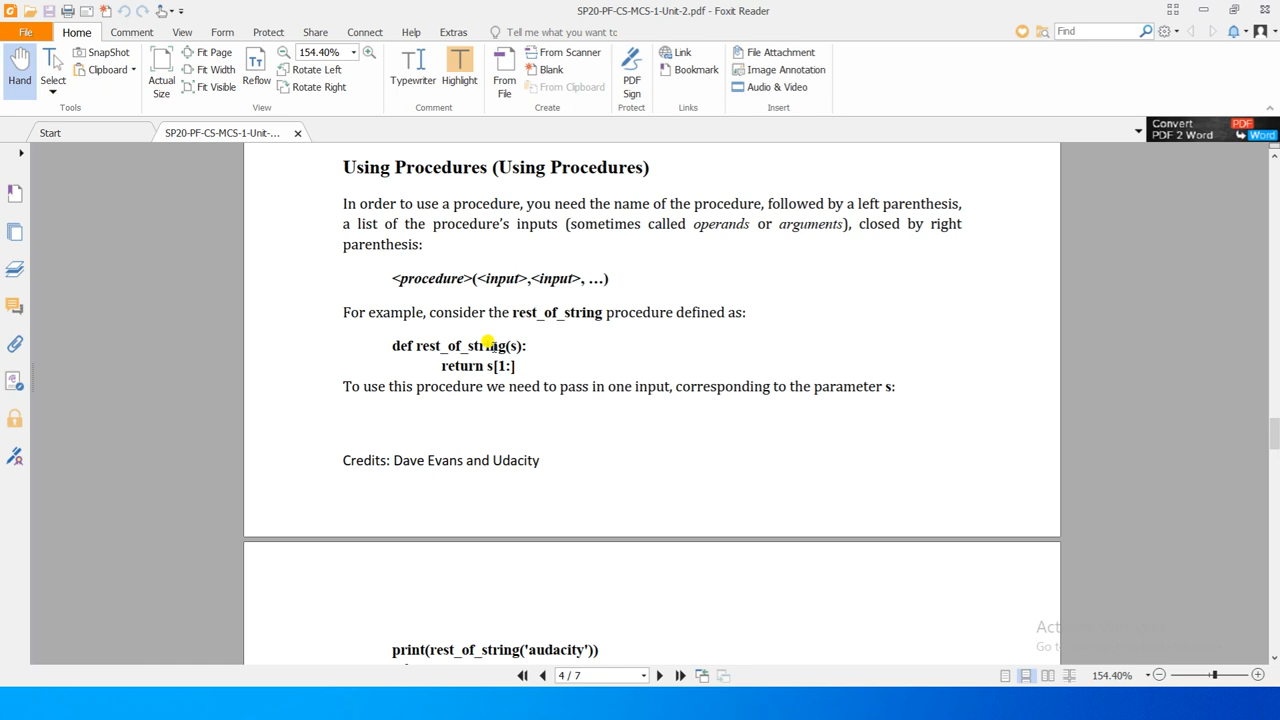 SP20-PF-CS-MCS-1-Unit-2.pdf - Foxit Reader
File Home Comment View Form Protect Share Connect Help Extras Tell me what you want to Find
Hand
Select
SnapShot
Clipboard
Tools
Actual Size
Fit Page
Fit Width
Fit Visible
Reflow
154.40%
Rotate Left
Rotate Right
View
Typewriter
Highlight
Comment
From File
From Scanner
Blank
From Clipboard
Create
PDF Sign
Protect
Link
Bookmark
Links
File Attachment
Image Annotation
Audio & Video
Insert
Start
SP20-PF-CS-MCS-1-Unit-...
Convert PDF
PDF 2 Word Word
Using Procedures (Using Procedures)
In order to use a procedure, you need the name of the procedure, followed by a left parenthesis,
a list of the procedure's inputs (sometimes called operands or arguments), closed by right
parenthesis:
<procedure>(<input>,<input>, …)
For example, consider the rest_of_string procedure defined as:
def rest_of_string(s):
return s[1:]
To use this procedure we need to pass in one input, corresponding to the parameter s:
Credits: Dave Evans and Udacity
print(rest_of_string('audacity'))
4 / 7
154.40%